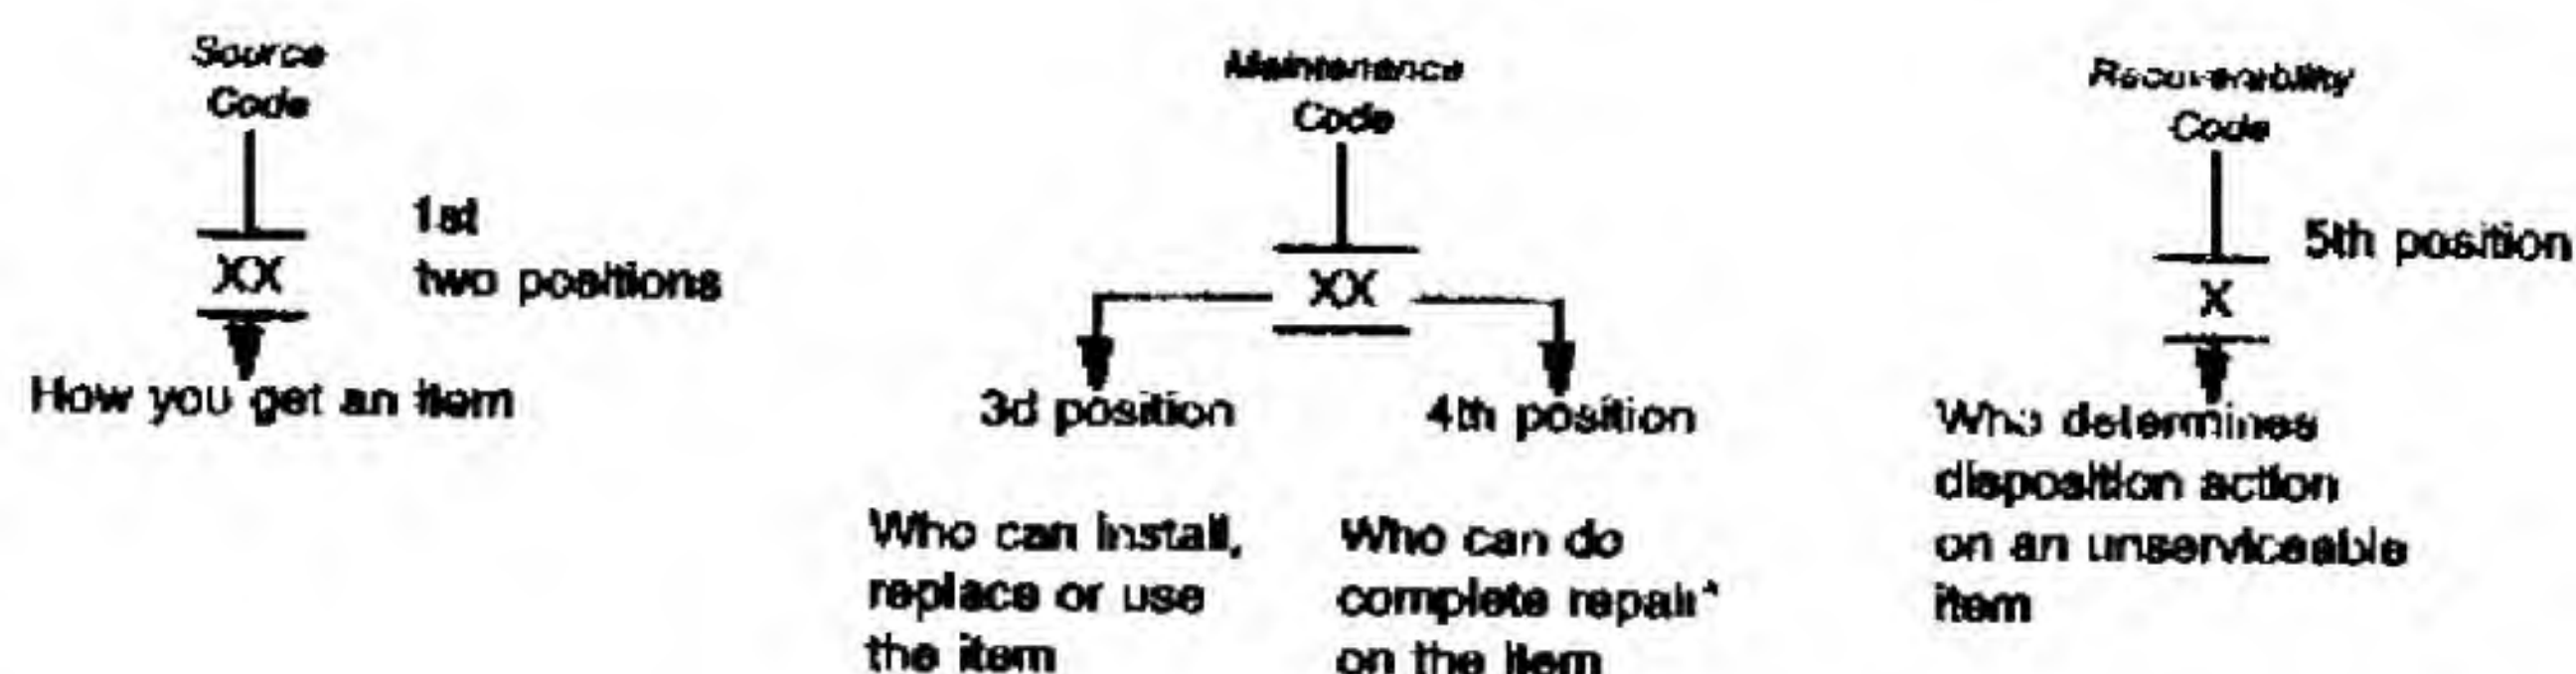 Source
Code
1st
XX two positions
How you get an item
Maintenance
Code
XX
3d position
Who can install,
replace or use
the item
4th position
Who can do
complete repair*
on the item
Recoverability
Code
5th position
X
Who determines
disposition action
on an unserviceable
item